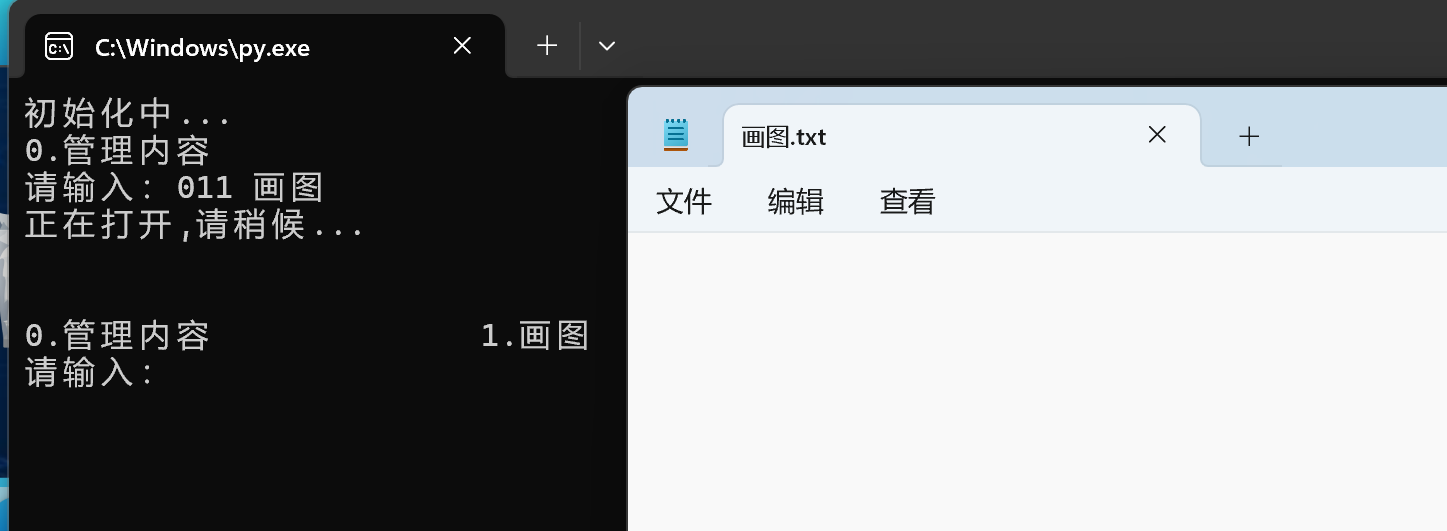 C:\Windows\py.exe
初始化中...
0.管理内容
请输入: 011 画图
正在打开,请稍候...
0.管理内容 1.画图
请输入:
画图.txt
文件 编辑 查看